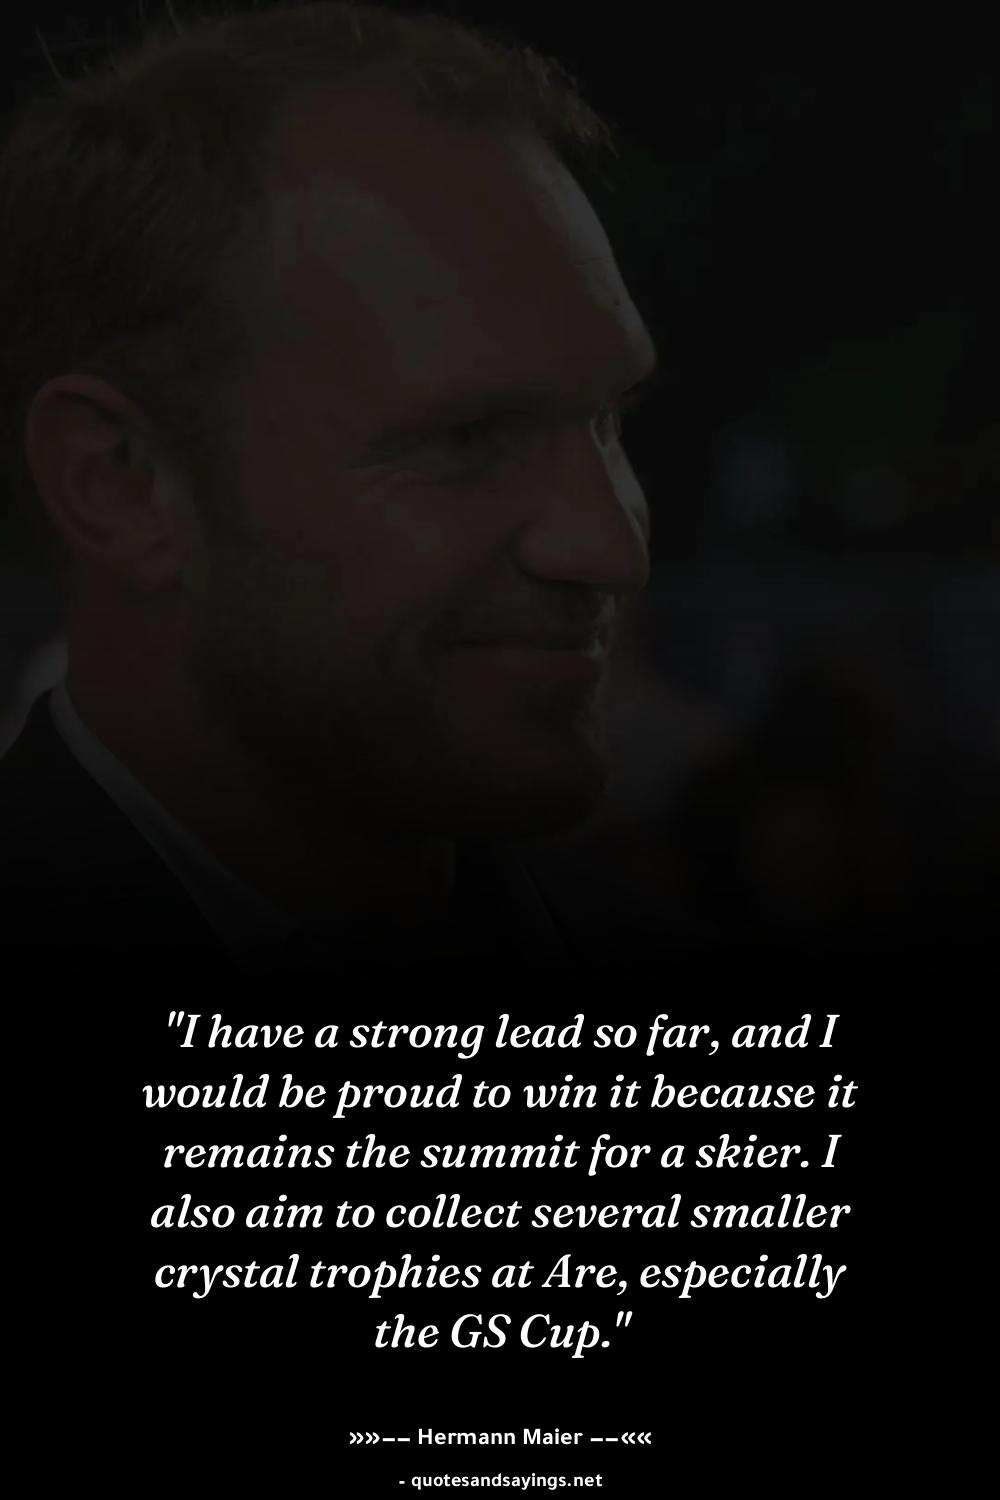 "I have a strong lead so far, and I
would be proud to win it because it
remains the summit for a skier. I
also aim to collect several smaller
crystal trophies at Are, especially
the GS Cup."
»»−− Hermann Maier −−««
- quotesandsayings.net